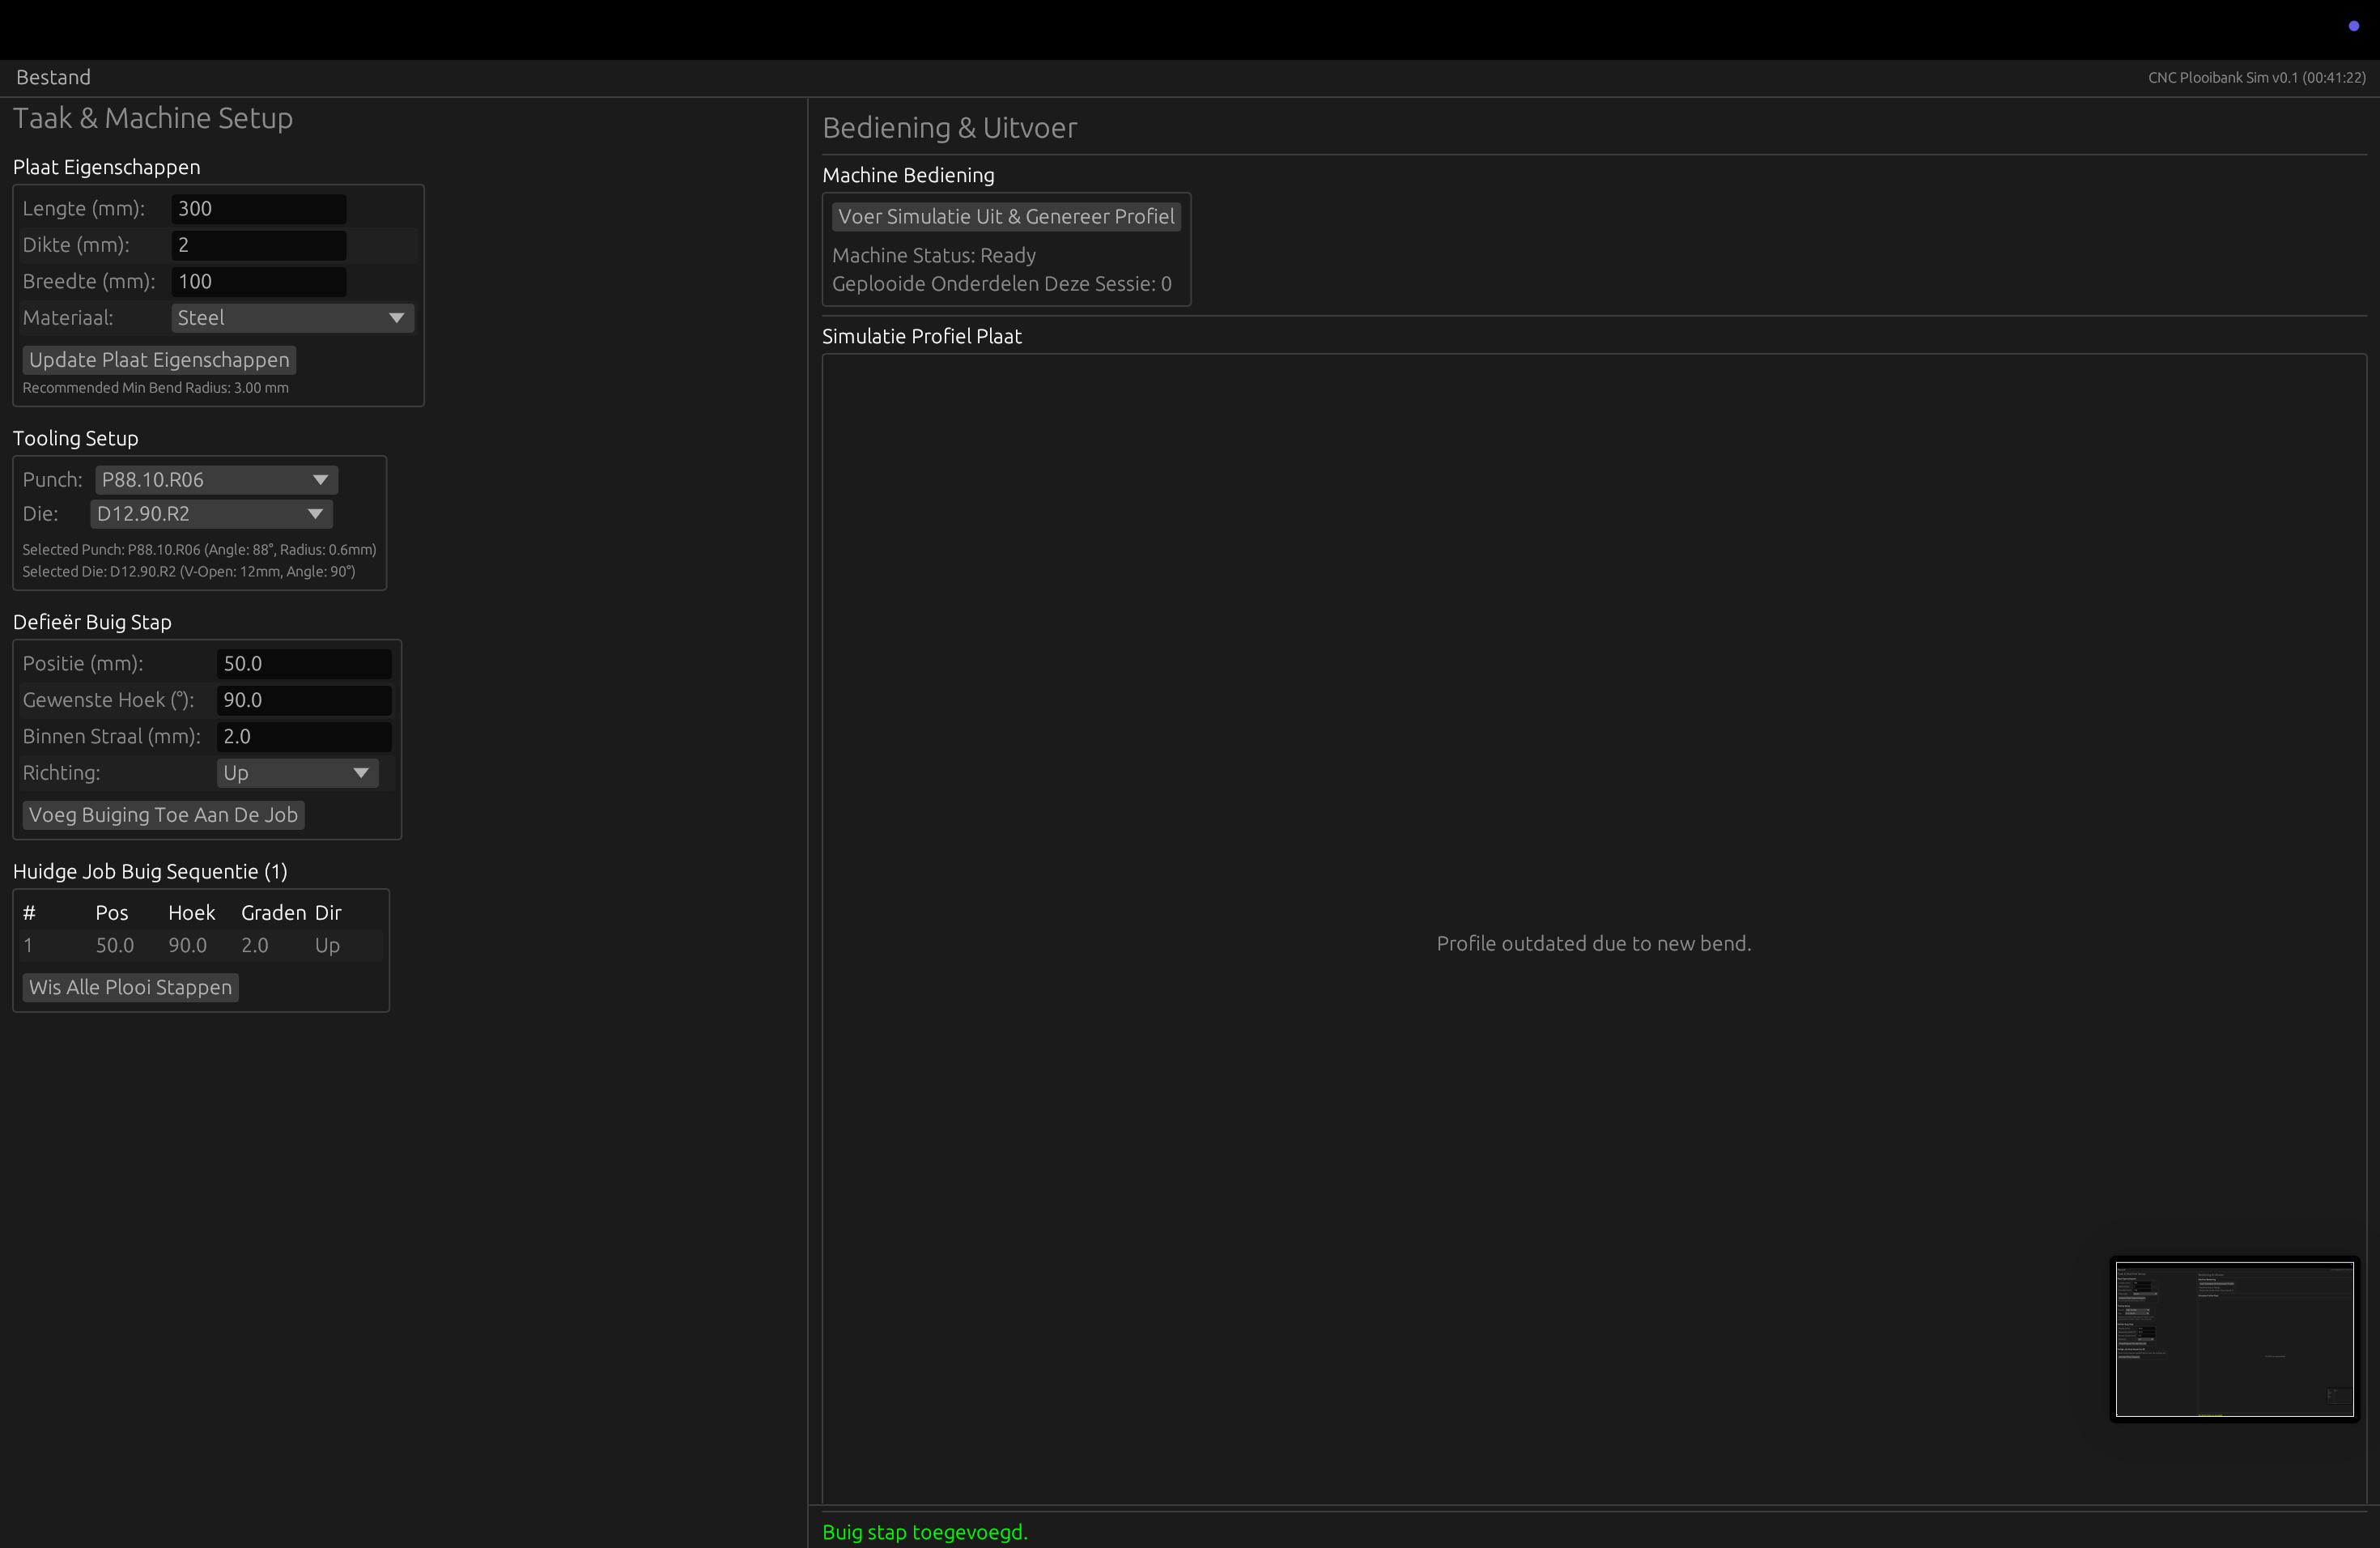 Bestand
CNC Plooibank Sim v0.1 (00:41:22)
Taak & Machine Setup
Plaat Eigenschappen
Lengte (mm): 300
Dikte (mm): 2
Breedte (mm): 100
Materiaal: Steel
Update Plaat Eigenschappen
Recommended Min Bend Radius: 3.00 mm
Tooling Setup
Punch: P88.10.R06
Die: D12.90.R2
Selected Punch: P88.10.R06 (Angle: 88°, Radius: 0.6mm)
Selected Die: D12.90.R2 (V-Open: 12mm, Angle: 90°)
Defieër Buig Stap
Positie (mm): 50.0
Gewenste Hoek (°): 90.0
Binnen Straal (mm): 2.0
Richting: Up
Voeg Buiging Toe Aan De Job
Huidge Job Buig Sequentie (1)
# Pos Hoek Graden Dir
1 50.0 90.0 2.0 Up
Wis Alle Plooi Stappen
Bediening & Uitvoer
Machine Bediening
Voer Simulatie Uit & Genereer Profiel
Machine Status: Ready
Geplooide Onderdelen Deze Sessie: 0
Simulatie Profiel Plaat
Profile outdated due to new bend.
Buig stap toegevoegd.